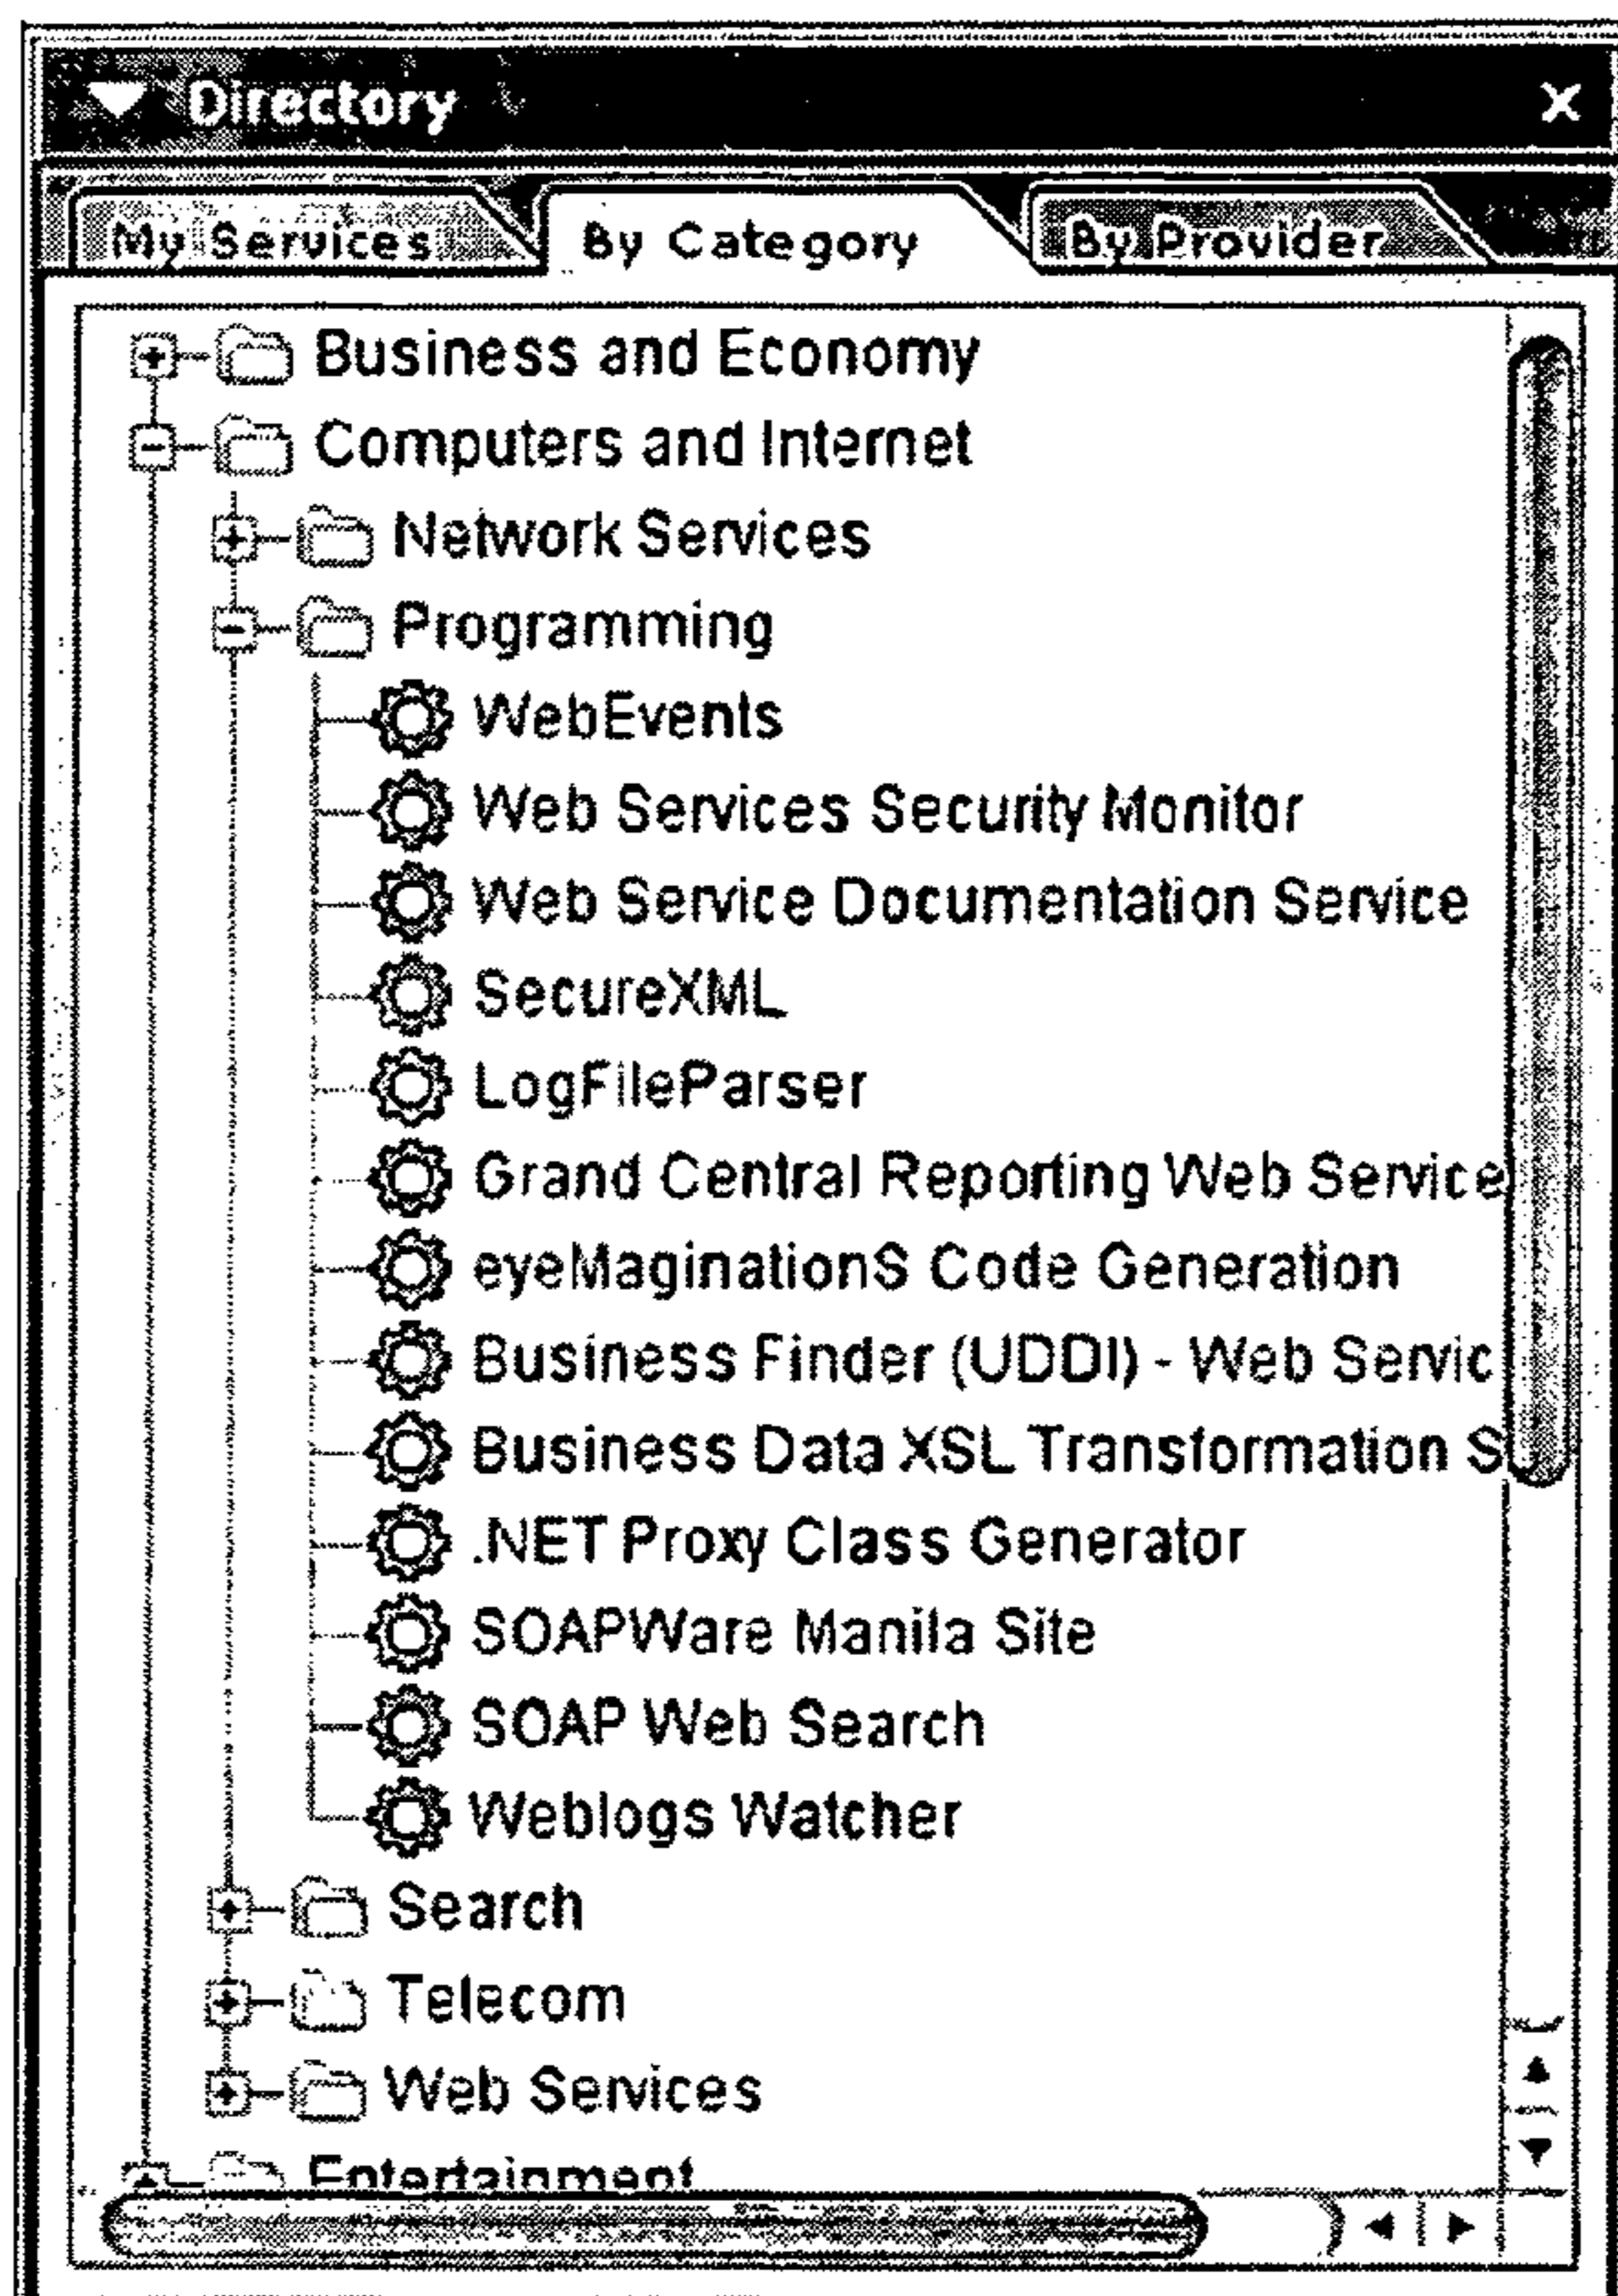 Directory
My Services By Category By Provider
Business and Economy
Computers and Internet
Network Services
Programming
WebEvents
Web Services Security Monitor
Web Service Documentation Service
SecureXML
LogFileParser
Grand Central Reporting Web Service
eyeMaginationS Code Generation
Business Finder (UDDI) - Web Servic
Business Data XSL Transformation S
.NET Proxy Class Generator
SOAPWare Manila Site
SOAP Web Search
Weblogs Watcher
Search
Telecom
Web Services
Entertainment